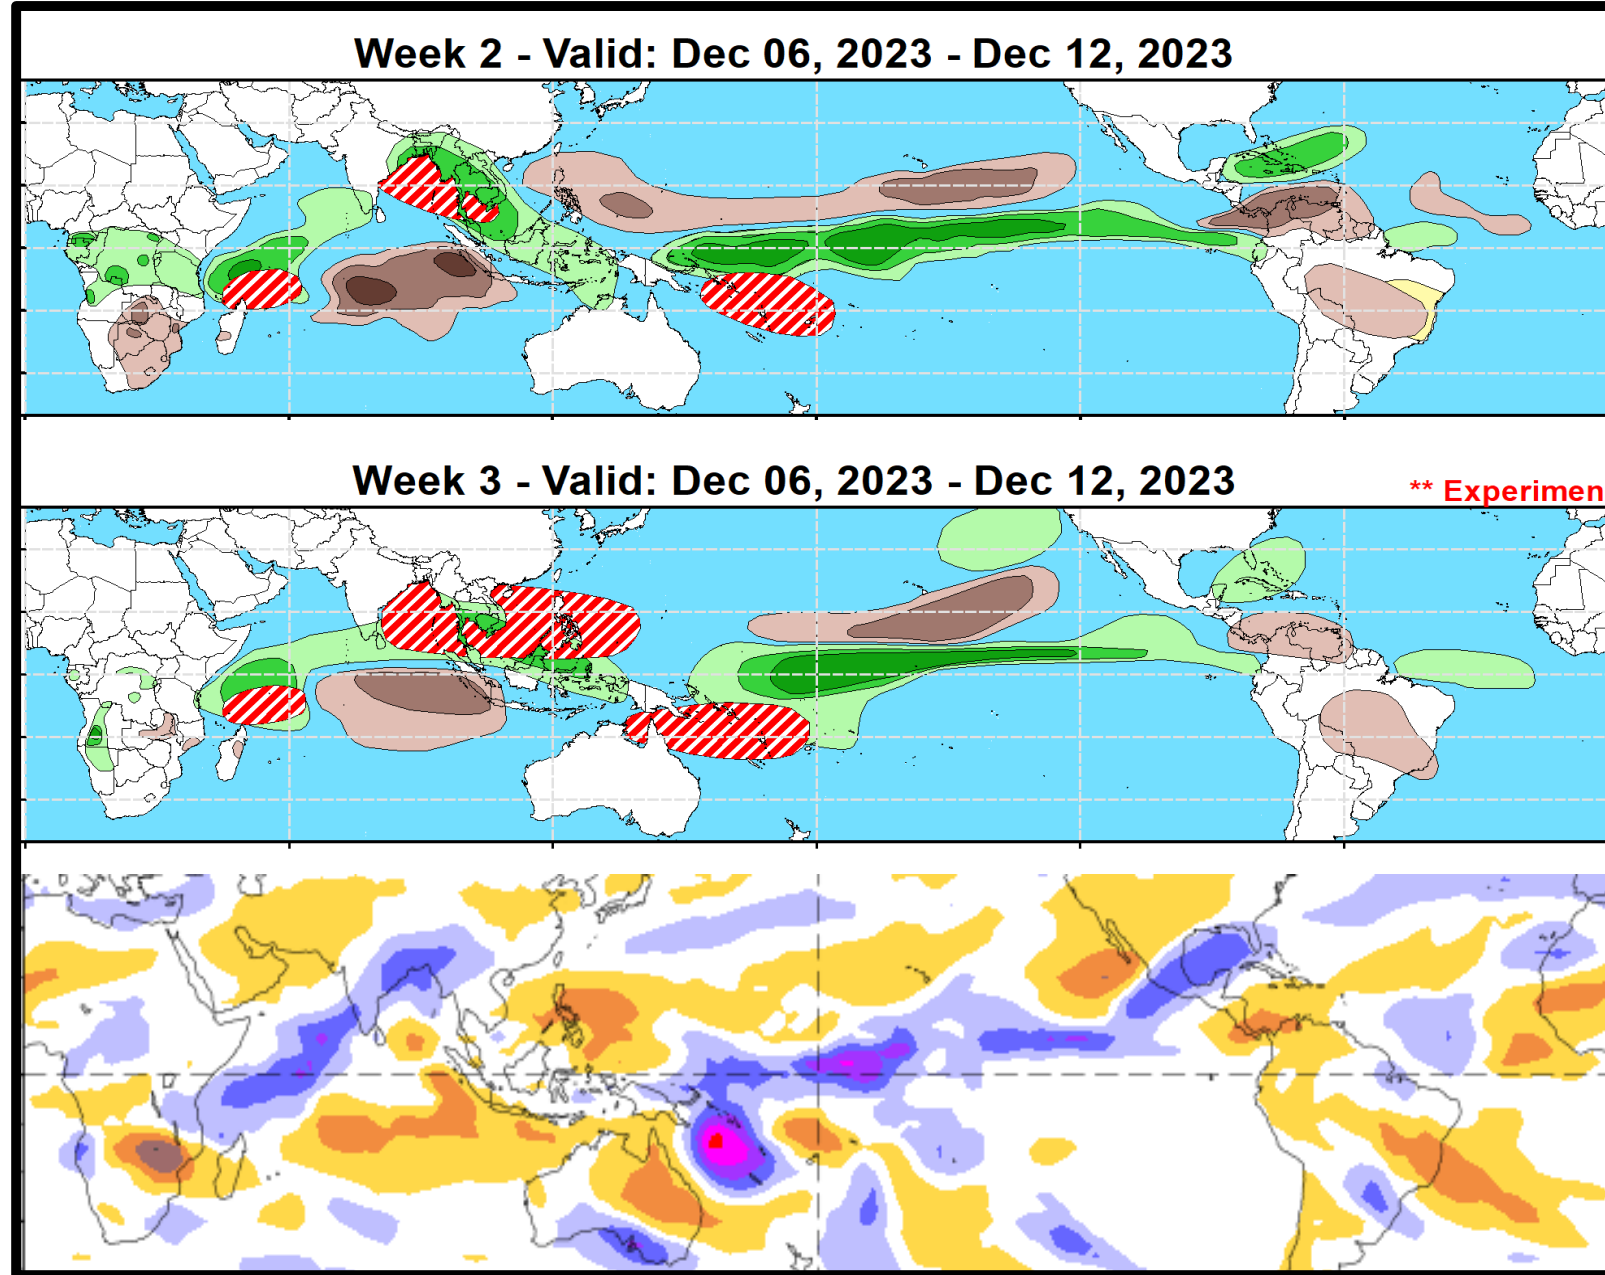 Week 2 - Valid: Dec 06, 2023 - Dec 12, 2023
Week 3 - Valid: Dec 06, 2023 - Dec 12, 2023
** Experimen